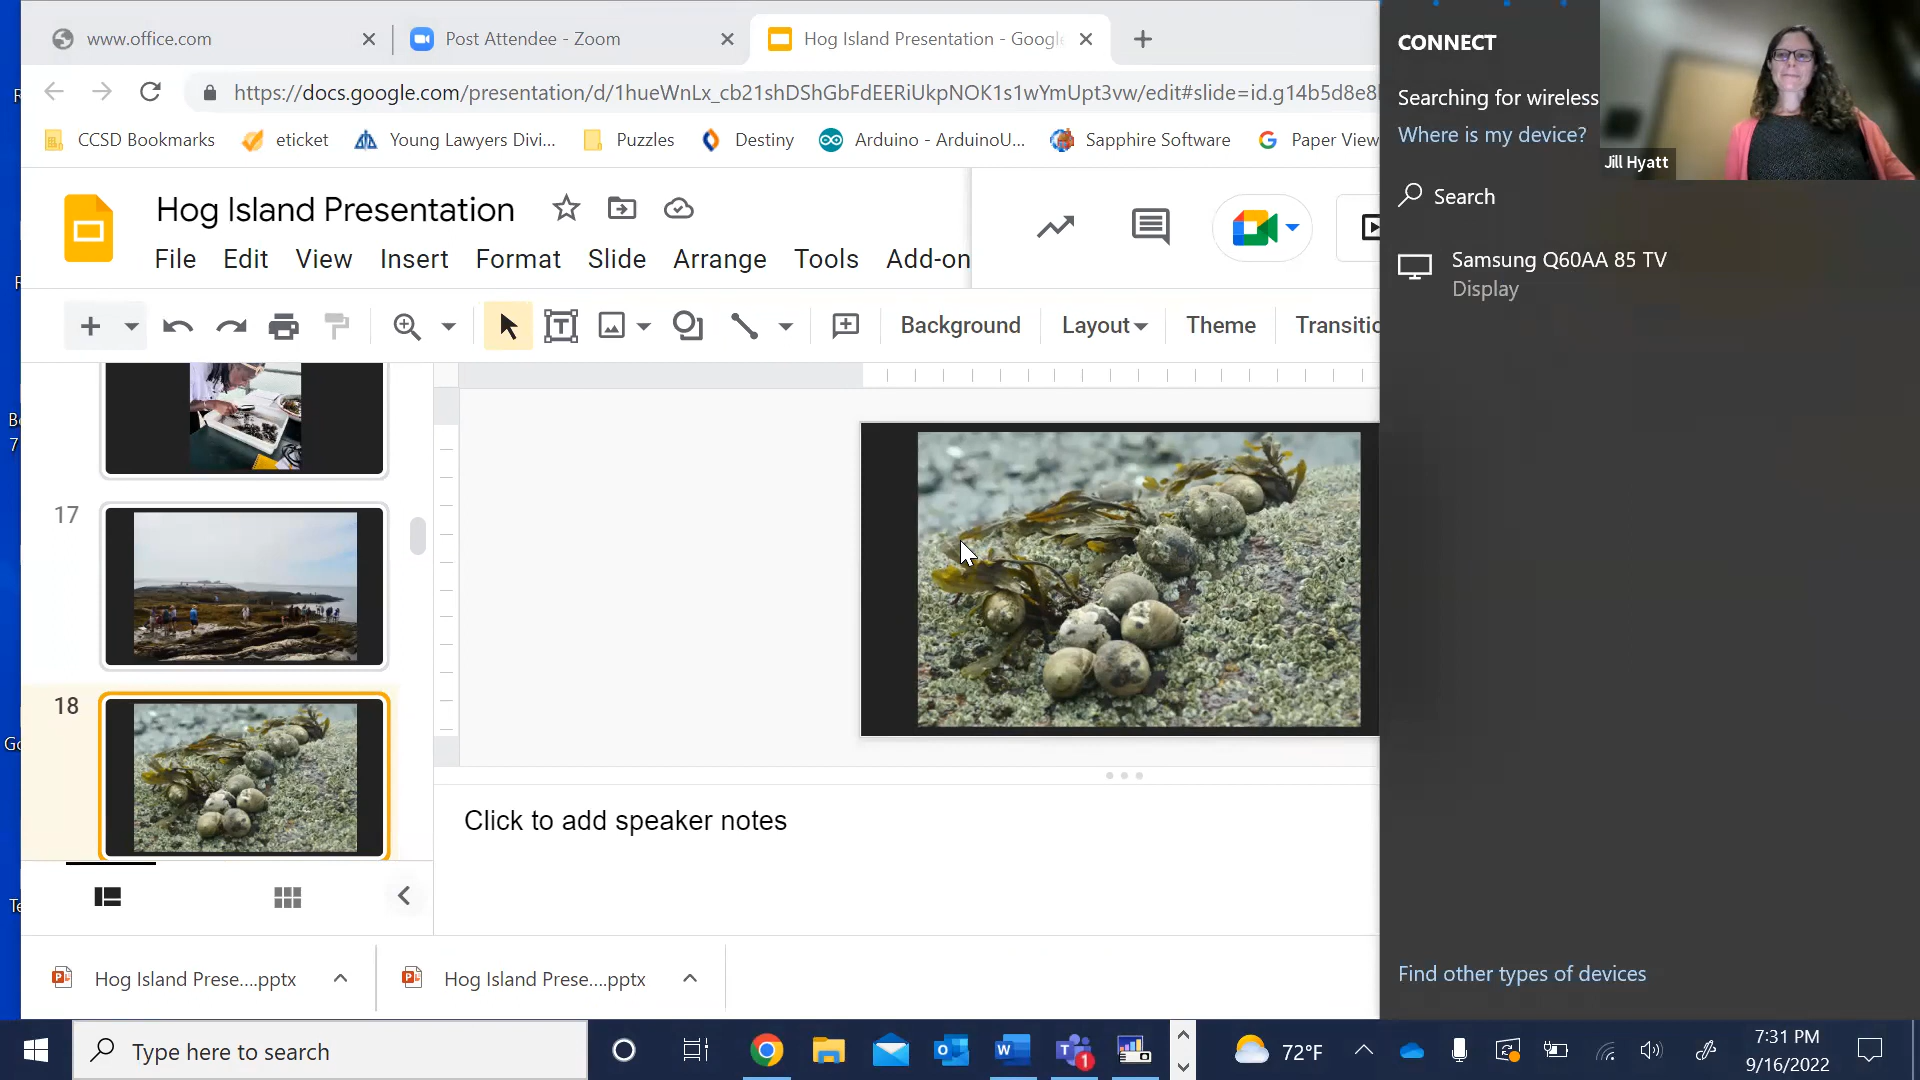 www.office.com
Post Attendee - Zoom
Hog Island Presentation - Google
https://docs.google.com/presentation/d/1hueWnLx_cb21shDShGbFdEERiUkpNOK1s1wYmUpt3vw/edit#slide=id.g14b5d8e8
CCSD Bookmarks
eticket
Young Lawyers Divi...
Puzzles
Destiny
Arduino - ArduinoU...
Sapphire Software
Paper View
Hog Island Presentation
File Edit View Insert Format Slide Arrange Tools Add-on
Background
Layout
Theme
Transitio
17
18
Click to add speaker notes
Hog Island Prese....pptx
Hog Island Prese....pptx
CONNECT
Searching for wireless
Where is my device?
Search
Samsung Q60AA 85 TV
Display
Find other types of devices
Jill Hyatt
Type here to search
1
72°F
7:31 PM
9/16/2022